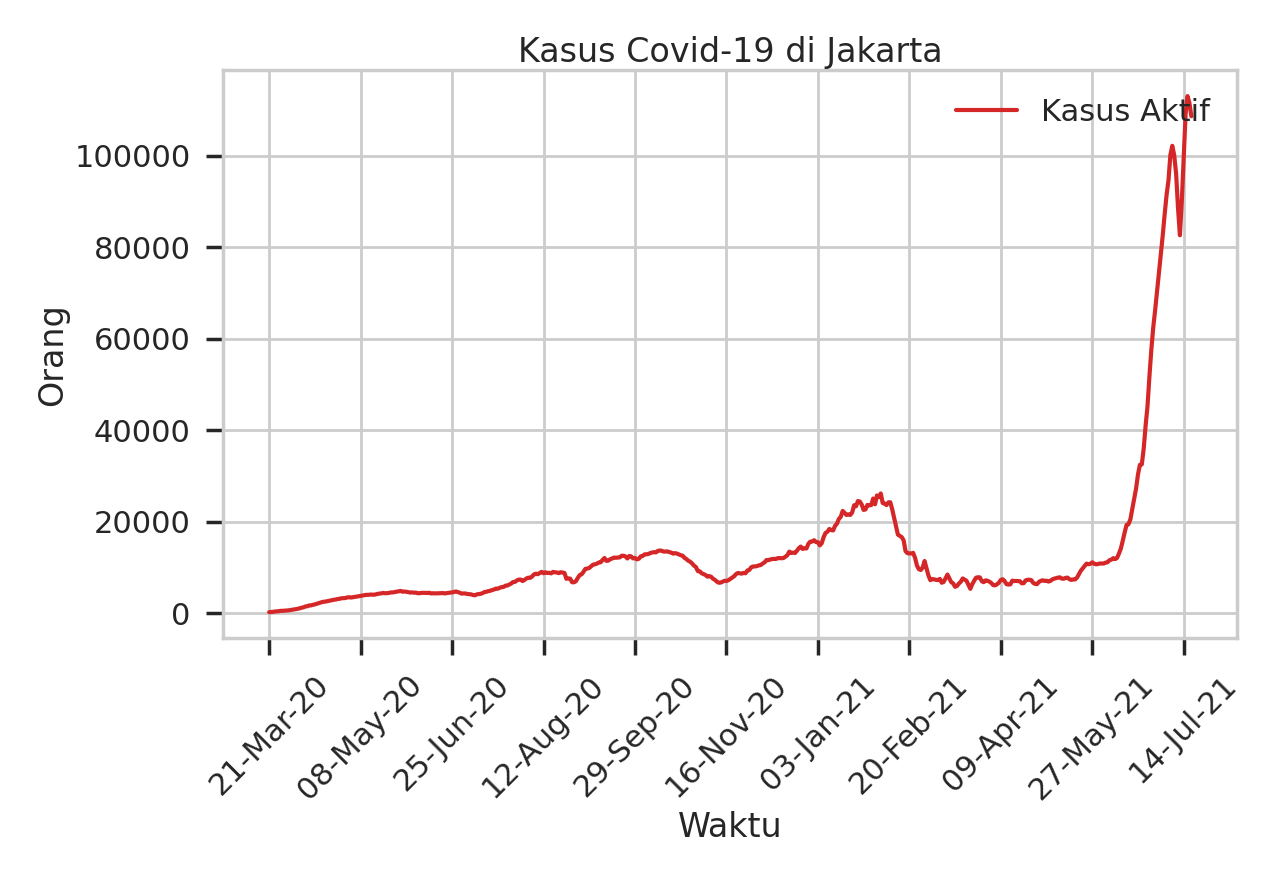 Kasus Covid-19 di Jakarta
Kasus Aktif
100000
80000
60000
40000
20000
0
Orang
21-Mar-20
08-May-20
25-Jun-20
12-Aug-20
29-Sep-20
16-Nov-20
03-Jan-21
20-Feb-21
09-Apr-21
27-May-21
14-Jul-21
Waktu